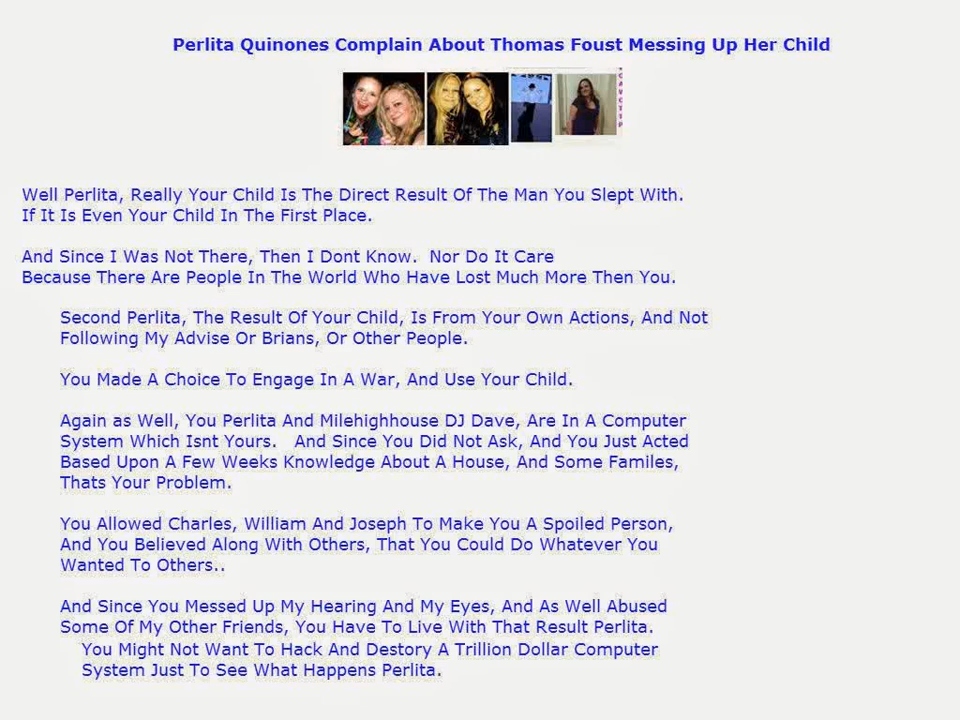 Perlita Quinones Complain About Thomas Foust Messing Up Her Child
Well Perlita, Really Your Child Is The Direct Result Of The Man You Slept With.
If It Is Even Your Child In The First Place.
And Since I Was Not There, Then I Dont Know.  Nor Do It Care
Because There Are People In The World Who Have Lost Much More Then You.
Second Perlita, The Result Of Your Child, Is From Your Own Actions, And Not
Following My Advise Or Brians, Or Other People.
You Made A Choice To Engage In A War, And Use Your Child.
Again as Well, You Perlita And Milehighhouse DJ Dave, Are In A Computer
System Which Isnt Yours.   And Since You Did Not Ask, And You Just Acted
Based Upon A Few Weeks Knowledge About A House, And Some Familes,
Thats Your Problem.
You Allowed Charles, William And Joseph To Make You A Spoiled Person,
And You Believed Along With Others, That You Could Do Whatever You
Wanted To Others..
And Since You Messed Up My Hearing And My Eyes, And As Well Abused
Some Of My Other Friends, You Have To Live With That Result Perlita.
You Might Not Want To Hack And Destory A Trillion Dollar Computer
System Just To See What Happens Perlita.